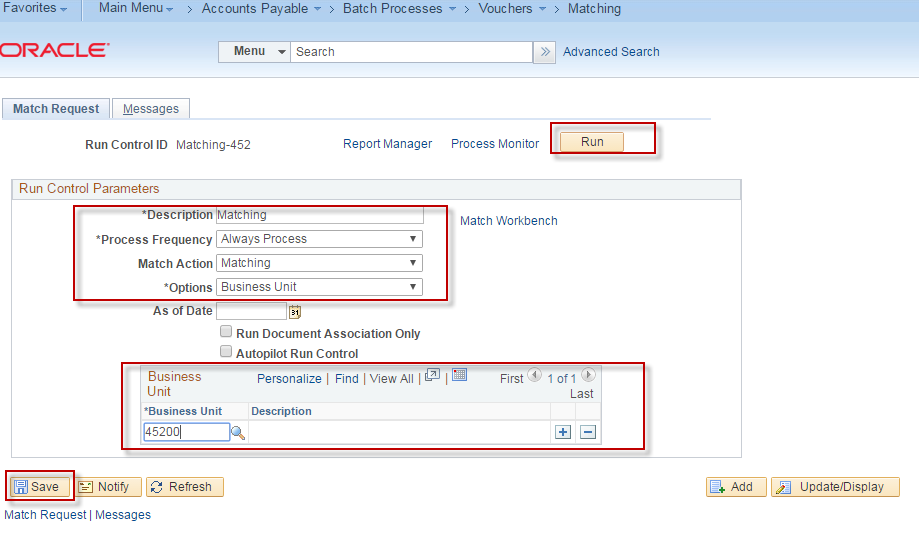 Favorites Main Menu > Accounts Payable > Batch Processes > Vouchers > Matching
ORACLE
Menu Search » Advanced Search
Match Request Messages
Run Control ID Matching-452 Report Manager Process Monitor Run
Run Control Parameters
*Description Matching
Match Workbench
*Process Frequency Always Process
Match Action Matching
*Options Business Unit
As of Date 31
Run Document Association Only
Autopilot Run Control
Business Unit Personalize | Find | View All | | First 1 of 1 Last
*Business Unit Description
45200
Save Notify Refresh Add Update/Display
Match Request | Messages